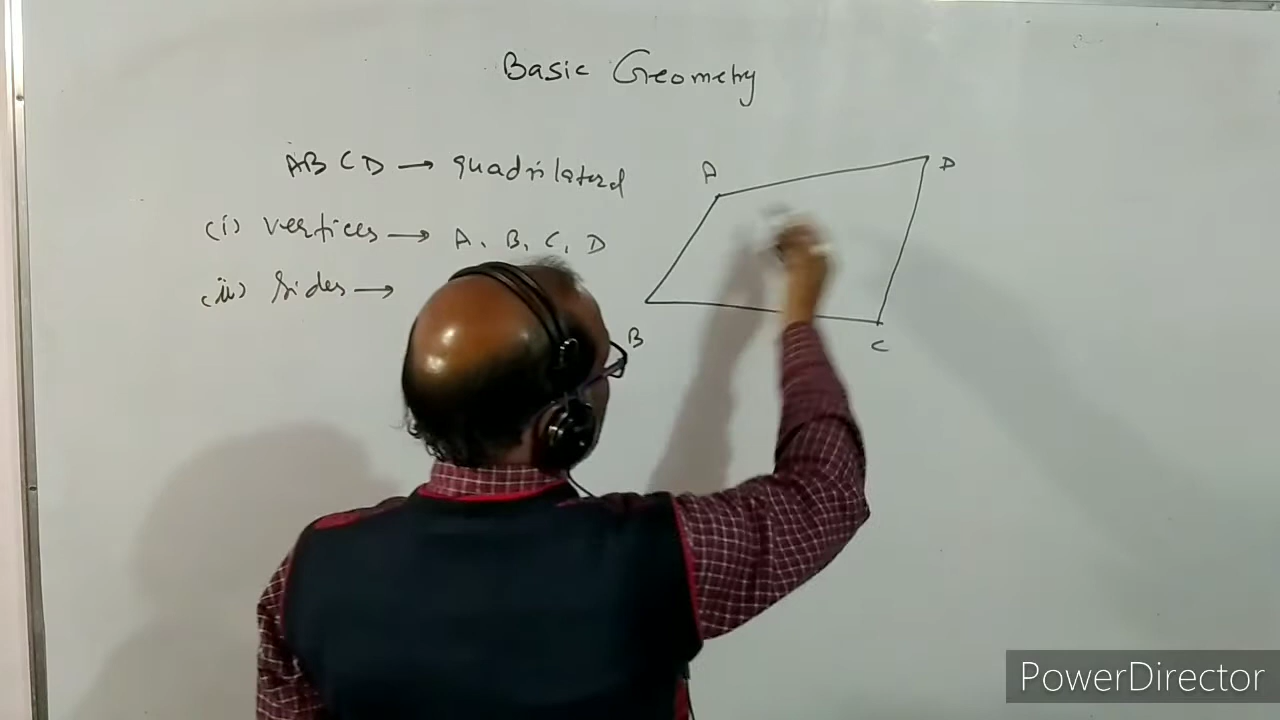 Basic Geometry
ABCD → quadrilateral
(i) vertices → A, B, C, D
(ii) Sides →
A
D
B
C
PowerDirector